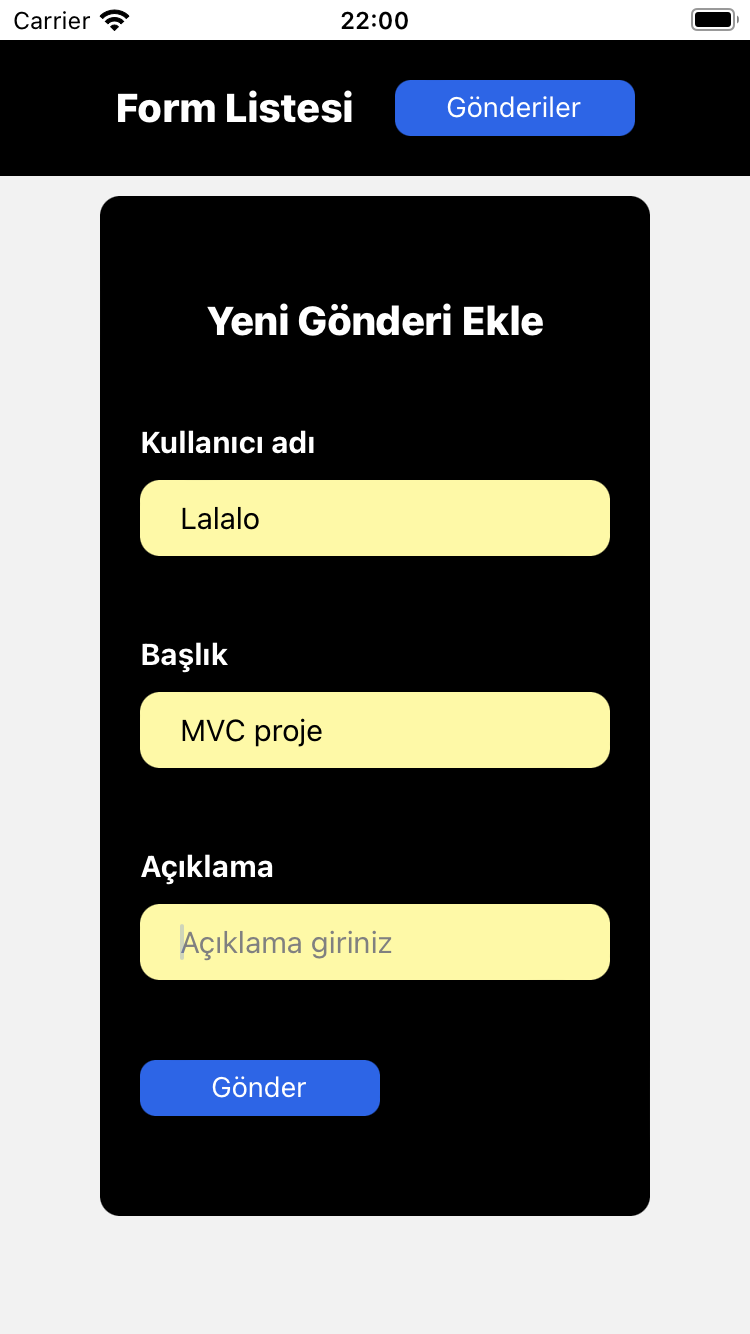 Carrier 22:00
Form Listesi Gönderiler
Yeni Gönderi Ekle
Kullanıcı adı
Lalalo
Başlık
MVC proje
Açıklama
Açıklama giriniz
Gönder